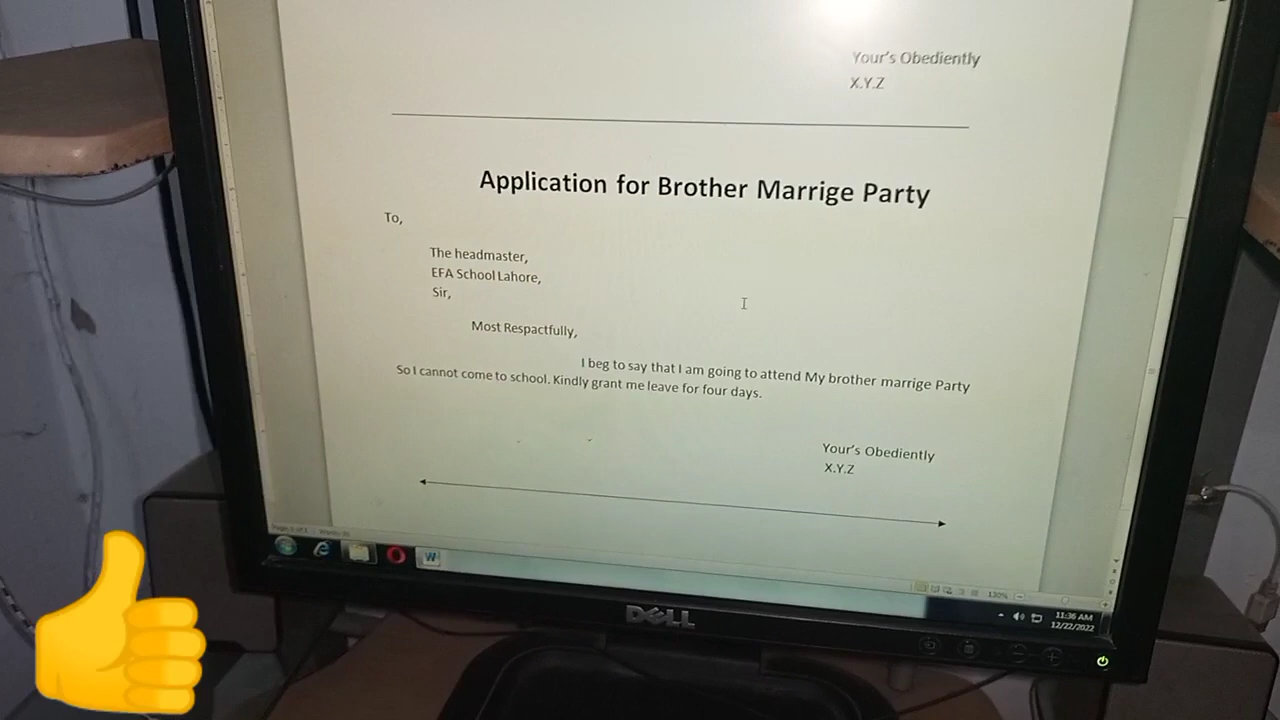 Your's Obediently
X.Y.Z
Application for Brother Marrige Party
To,
The headmaster,
EFA School Lahore,
Sir,
Most Respactfully,
I beg to say that I am going to attend My brother marrige Party
So I cannot come to school. Kindly grant me leave for four days.
Your's Obediently
X.Y.Z
130%
11:36 AM
12/22/2022
DELL